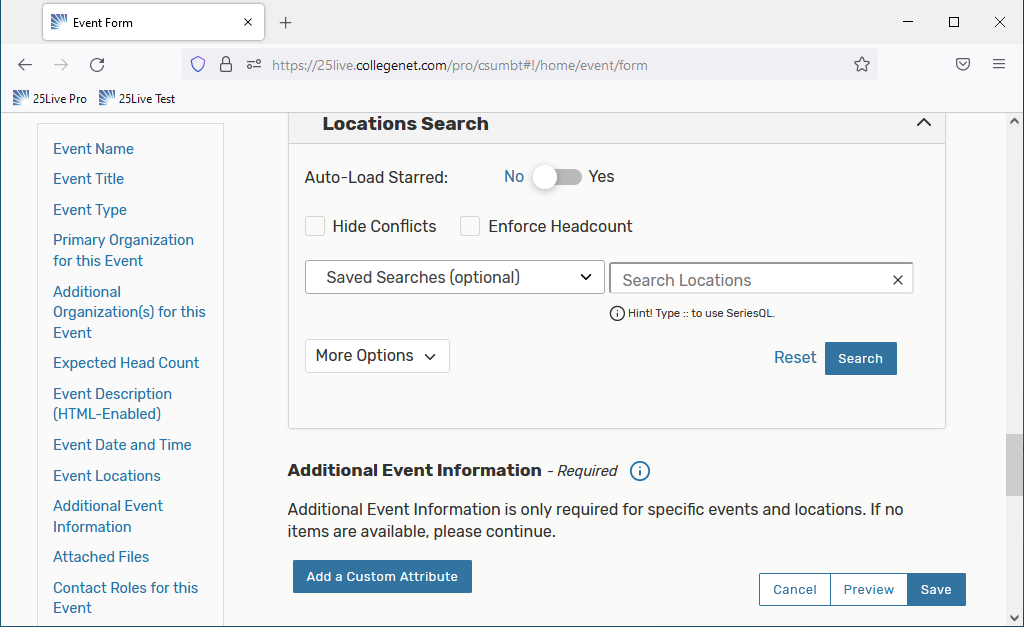 Event Form
https://25live.collegenet.com/pro/csumbt#!/home/event/form
25Live Pro
25Live Test
Event Name
Event Title
Event Type
Primary Organization
for this Event
Additional
Organization(s) for this
Event
Expected Head Count
Event Description
(HTML-Enabled)
Event Date and Time
Event Locations
Additional Event
Information
Attached Files
Contact Roles for this
Event
Locations Search
Auto-Load Starred: No Yes
Hide Conflicts Enforce Headcount
Saved Searches (optional) Search Locations
Hint! Type :: to use SeriesQL.
More Options Reset Search
Additional Event Information - Required
Additional Event Information is only required for specific events and locations. If no
items are available, please continue.
Add a Custom Attribute
Cancel Preview Save